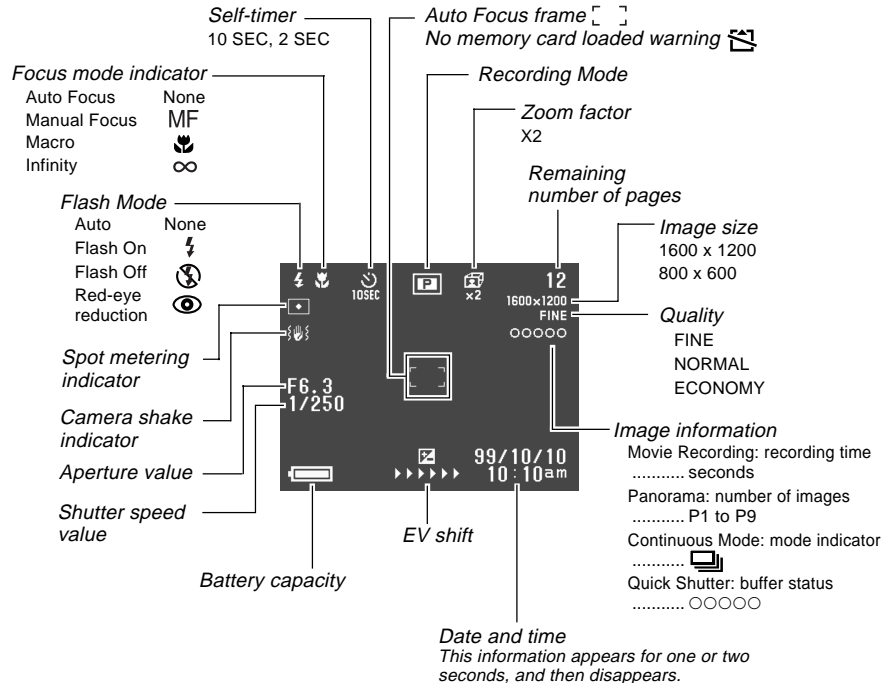 Self-timer
10 SEC, 2 SEC
Auto Focus frame
No memory card loaded warning
Focus mode indicator
Auto Focus None
Manual Focus MF
Macro
Infinity ∞
Recording Mode
Zoom factor
X2
Remaining
number of pages
Flash Mode
Auto None
Flash On
Flash Off
Red-eye
reduction
Image size
1600 x 1200
800 x 600
Quality
FINE
NORMAL
ECONOMY
10SEC
P
x2
12
1600x1200
FINE
○○○○○
F6.3
1/250
99/10/10
10:10am
Spot metering
indicator
Camera shake
indicator
Aperture value
Shutter speed
value
Battery capacity
EV shift
Image information
Movie Recording: recording time
........... seconds
Panorama: number of images
........... P1 to P9
Continuous Mode: mode indicator
...........
Quick Shutter: buffer status
........... ○○○○○
Date and time
This information appears for one or two
seconds, and then disappears.